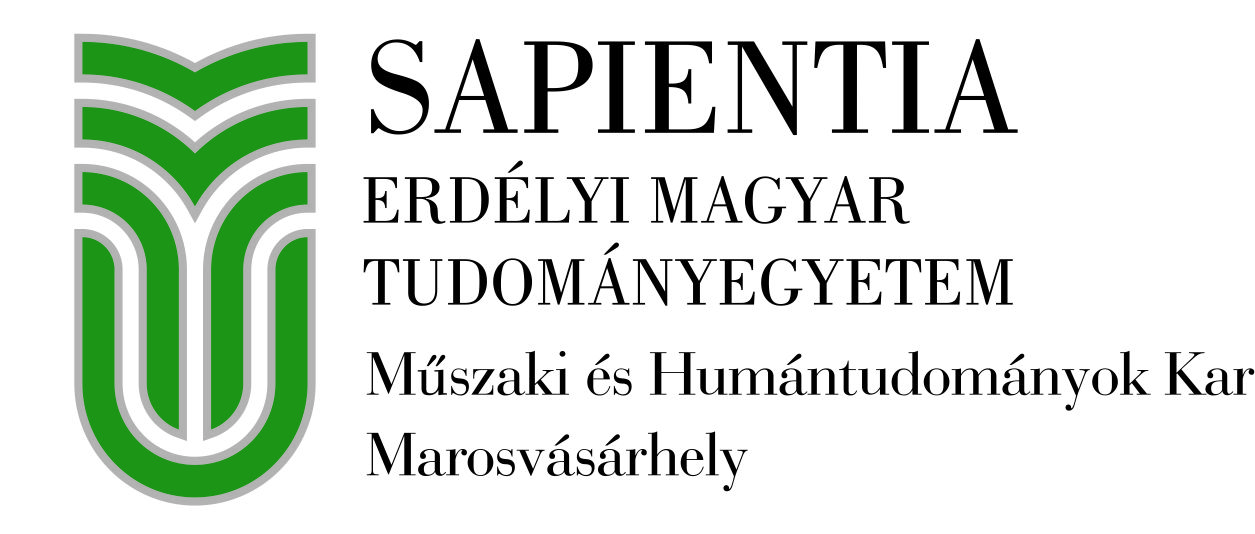 SAPIENTIA
ERDÉLYI MAGYAR
TUDOMÁNYEGYETEM
Műszaki és Humántudományok Kar
Marosvásárhely